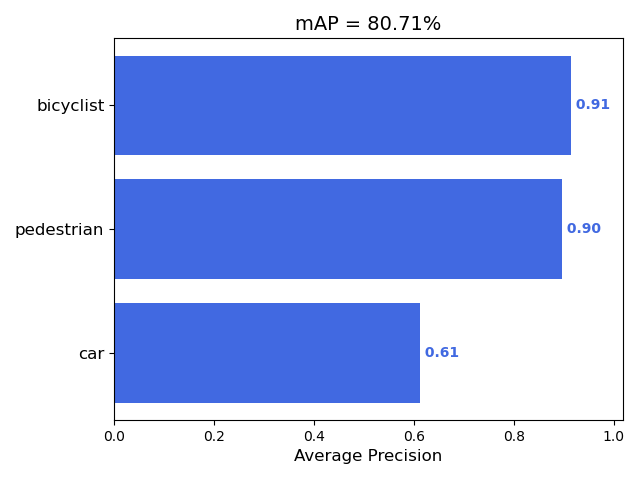 mAP = 80.71%
bicyclist
0.91
pedestrian
0.90
car
0.61
0.0 0.2 0.4 0.6 0.8 1.0
Average Precision